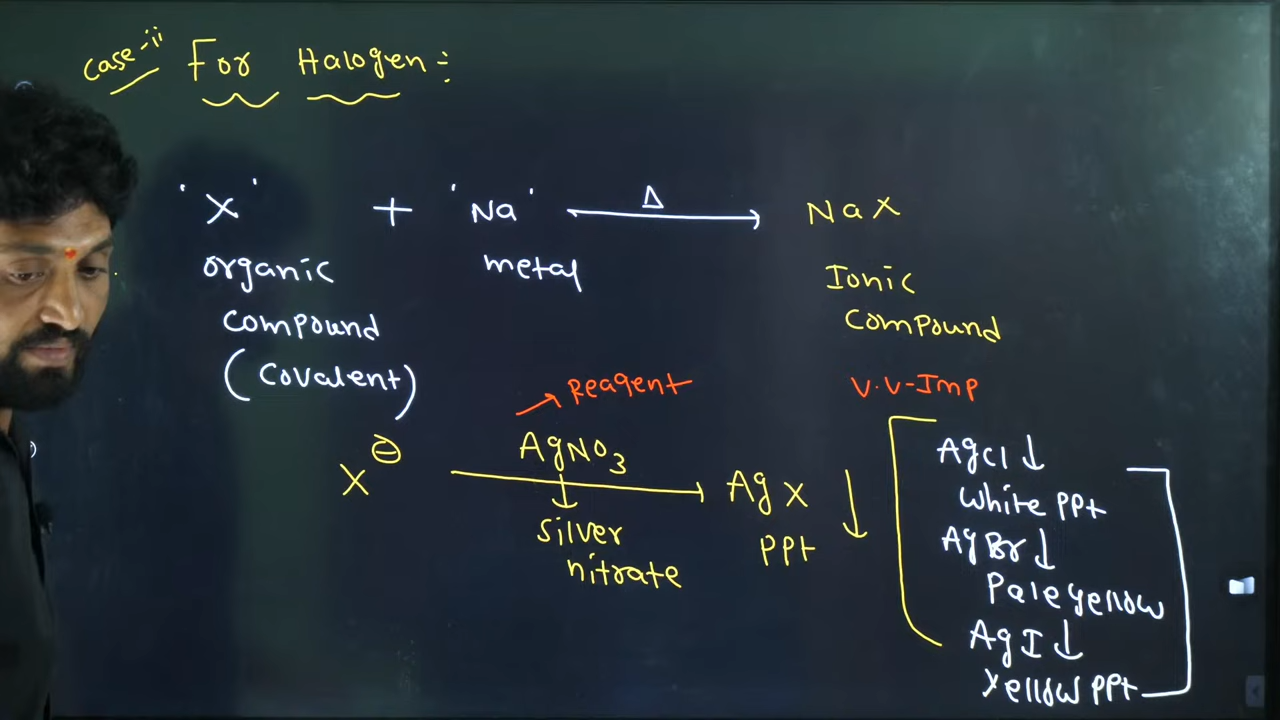 Case-ii For Halogen :
'X' + 'Na' Δ NaX
organic metal Ionic
compound compound
(covalent)
Reagent V.V-Imp
X⊖ AgNO3 AgX ↓ AgCl ↓
white ppt
silver ppt AgBr ↓
nitrate Pale yellow
AgI ↓
Yellow ppt